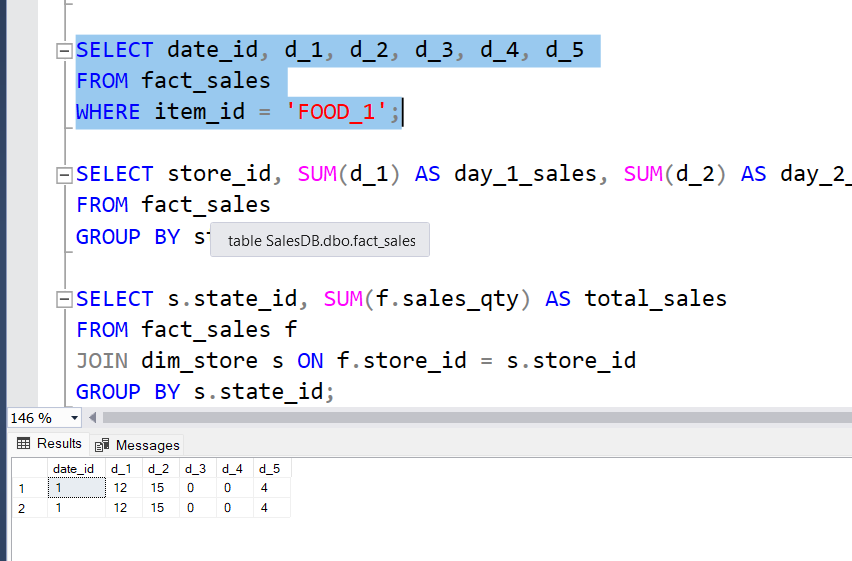 SELECT date_id, d_1, d_2, d_3, d_4, d_5
FROM fact_sales
WHERE item_id = 'FOOD_1';
SELECT store_id, SUM(d_1) AS day_1_sales, SUM(d_2) AS day_2_
FROM fact_sales
GROUP BY
table SalesDB.dbo.fact_sales
SELECT s.state_id, SUM(f.sales_qty) AS total_sales
FROM fact_sales f
JOIN dim_store s ON f.store_id = s.store_id
GROUP BY s.state_id;
146 %
Results Messages
date_id d_1 d_2 d_3 d_4 d_5
1 1 12 15 0 0 4
2 1 12 15 0 0 4